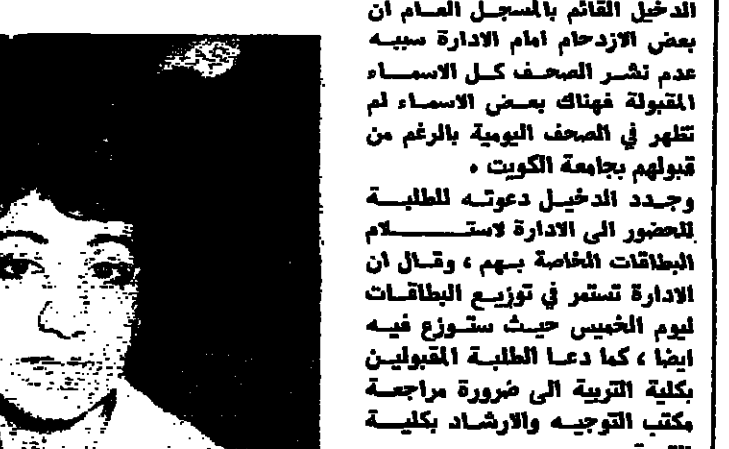 الدخيل القائم بالمسجل العام ان
بعض الازدحام امام الادارة سببه
عدم نشر الصحف كل الاسماء
المقبولة فهناك بعض الاسماء لم
تظهر في الصحف اليومية بالرغم من
قبولهم بجامعة الكويت .
وجدد الدخيل دعوته للطلبة
للحضور الى الادارة لاستلام
البطاقات الخاصة بهم ، وقال ان
الادارة تستمر في توزيع البطاقات
ليوم الخميس حيث ستوزع فيه
ايضا ، كما دعا الطلبة المقبولين
بكلية التربية الى ضرورة مراجعة
مكتب التوجيه والارشاد بكلية